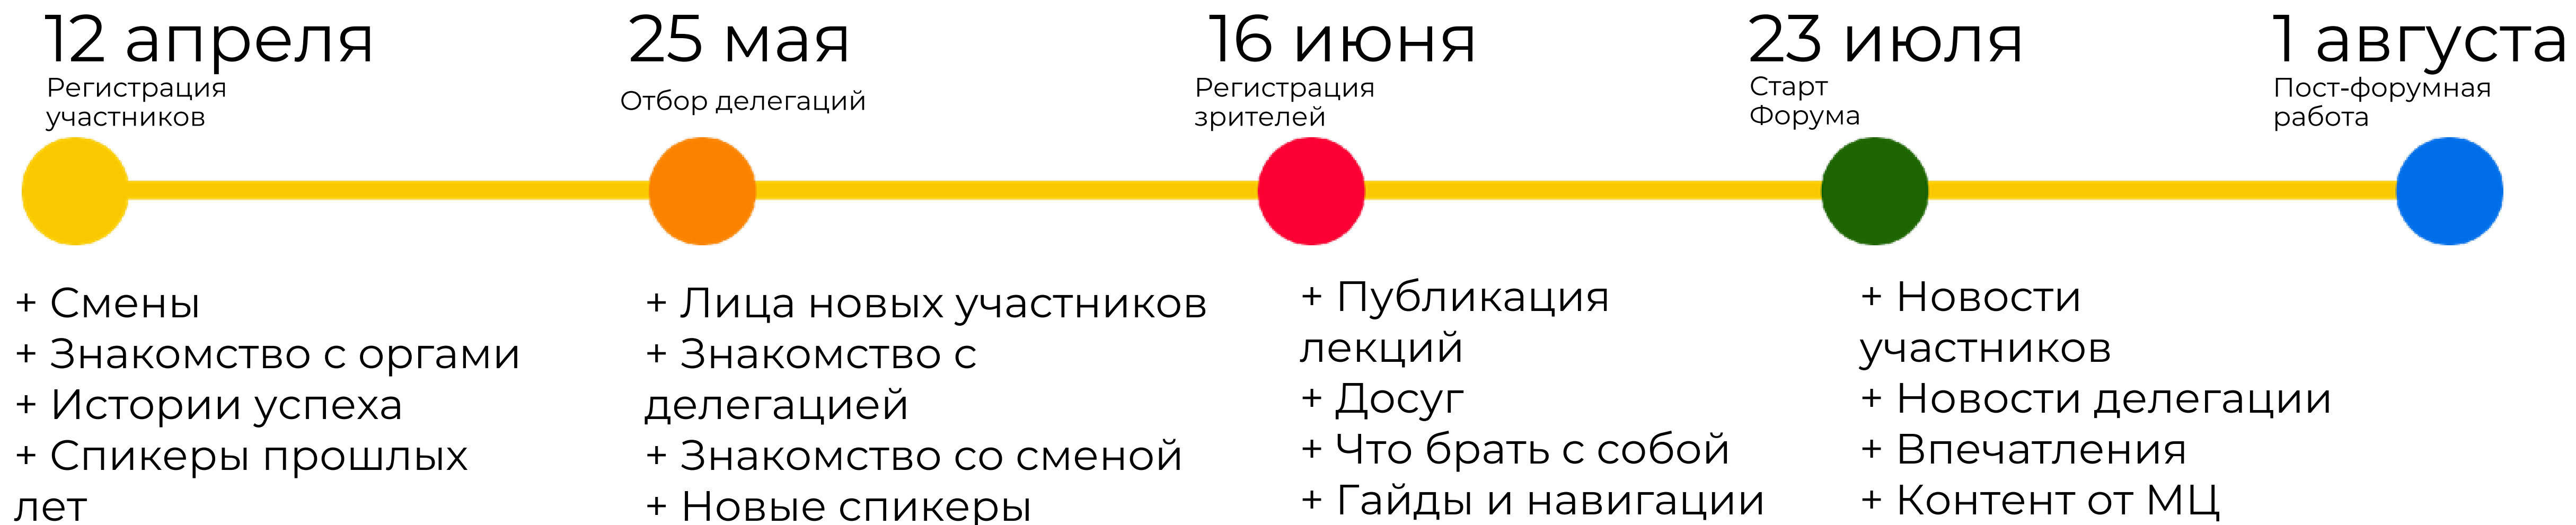 12 апреля
Регистрация
участников
25 мая
Отбор делегаций
16 июня
Регистрация
зрителей
23 июля
Старт
Форума
1 августа
Пост-форумная
работа
+ Смены
+ Знакомство с оргами
+ Истории успеха
+ Спикеры прошлых
лет
+ Лица новых участников
+ Знакомство с
делегацией
+ Знакомство со сменой
+ Новые спикеры
+ Публикация
лекций
+ Досуг
+ Что брать с собой
+ Гайды и навигации
+ Новости
участников
+ Новости делегации
+ Впечатления
+ Контент от МЦ